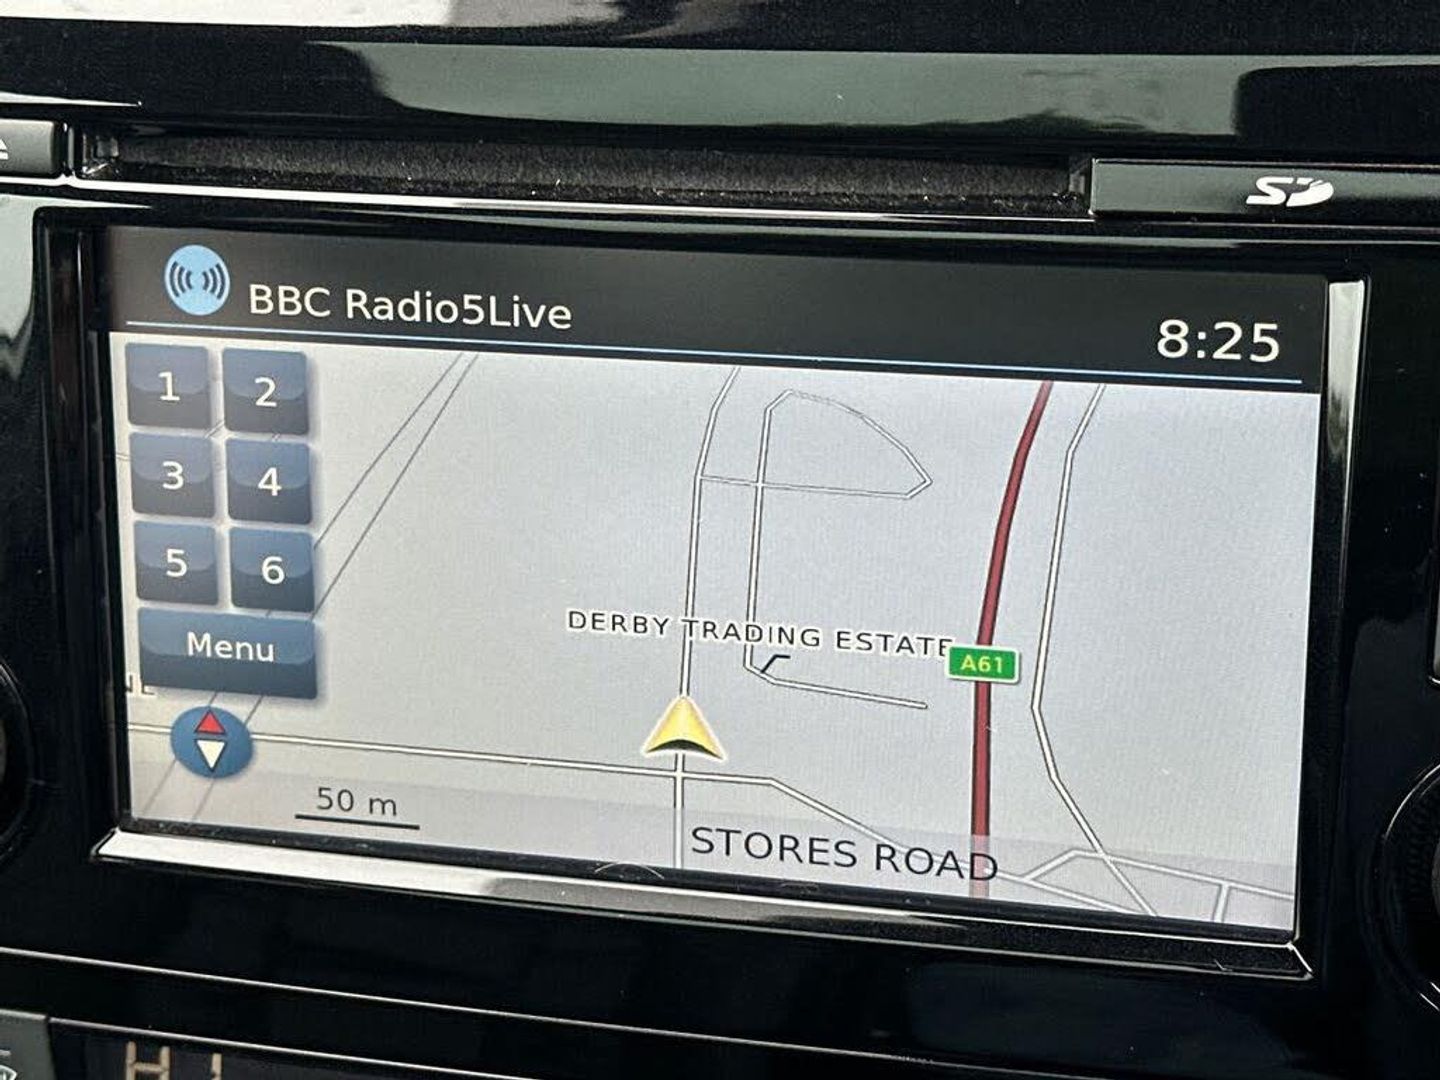 SD
BBC Radio5Live
8:25
1 2
3 4
5 6
Menu
DERBY TRADING ESTATE
A61
50 m
STORES ROAD